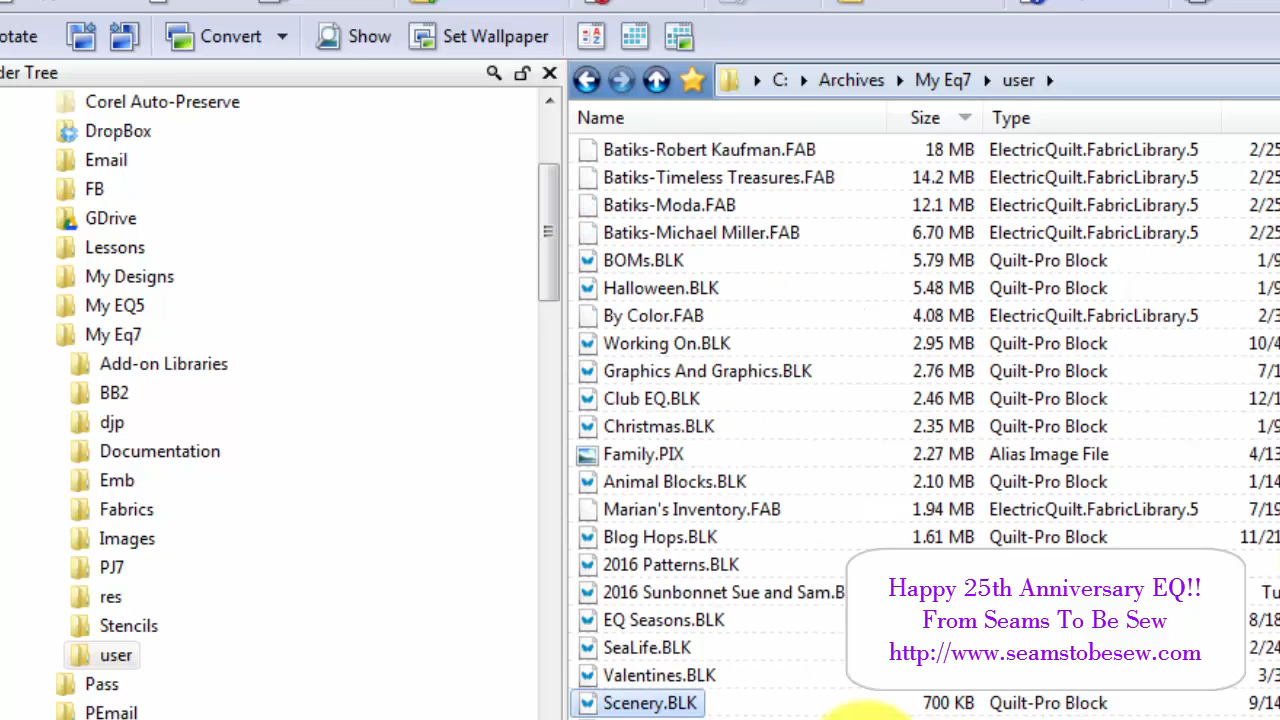 otate Convert Show Set Wallpaper
der Tree
Corel Auto-Preserve
DropBox
Email
FB
GDrive
Lessons
My Designs
My EQ5
My Eq7
Add-on Libraries
BB2
djp
Documentation
Emb
Fabrics
Images
PJ7
res
Stencils
user
Pass
PEmail
C: Archives My Eq7 user
Name Size Type
Batiks-Robert Kaufman.FAB 18 MB ElectricQuilt.FabricLibrary.5 2/25
Batiks-Timeless Treasures.FAB 14.2 MB ElectricQuilt.FabricLibrary.5 2/25
Batiks-Moda.FAB 12.1 MB ElectricQuilt.FabricLibrary.5 2/25
Batiks-Michael Miller.FAB 6.70 MB ElectricQuilt.FabricLibrary.5 2/25
BOMs.BLK 5.79 MB Quilt-Pro Block 1/9
Halloween.BLK 5.48 MB Quilt-Pro Block 1/9
By Color.FAB 4.08 MB ElectricQuilt.FabricLibrary.5 2/3
Working On.BLK 2.95 MB Quilt-Pro Block 10/4
Graphics And Graphics.BLK 2.76 MB Quilt-Pro Block 7/1
Club EQ.BLK 2.46 MB Quilt-Pro Block 12/1
Christmas.BLK 2.35 MB Quilt-Pro Block 1/9
Family.PIX 2.27 MB Alias Image File 4/13
Animal Blocks.BLK 2.10 MB Quilt-Pro Block 1/14
Marian's Inventory.FAB 1.94 MB ElectricQuilt.FabricLibrary.5 7/19
Blog Hops.BLK 1.61 MB Quilt-Pro Block 11/21
2016 Patterns.BLK
2016 Sunbonnet Sue and Sam.B Tu
EQ Seasons.BLK 8/18
SeaLife.BLK 2/24
Valentines.BLK 3/3
Scenery.BLK 700 KB Quilt-Pro Block 9/14
Happy 25th Anniversary EQ!!
From Seams To Be Sew
http://www.seamstobesew.com